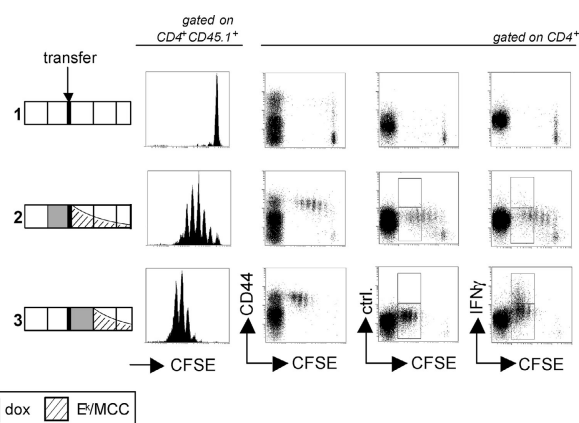 gated on
CD4+CD45.1+
gated on CD4+
transfer
1
2
3
CD44
ctrl.
IFNγ
CFSE
CFSE
CFSE
CFSE
dox
Ek/MCC